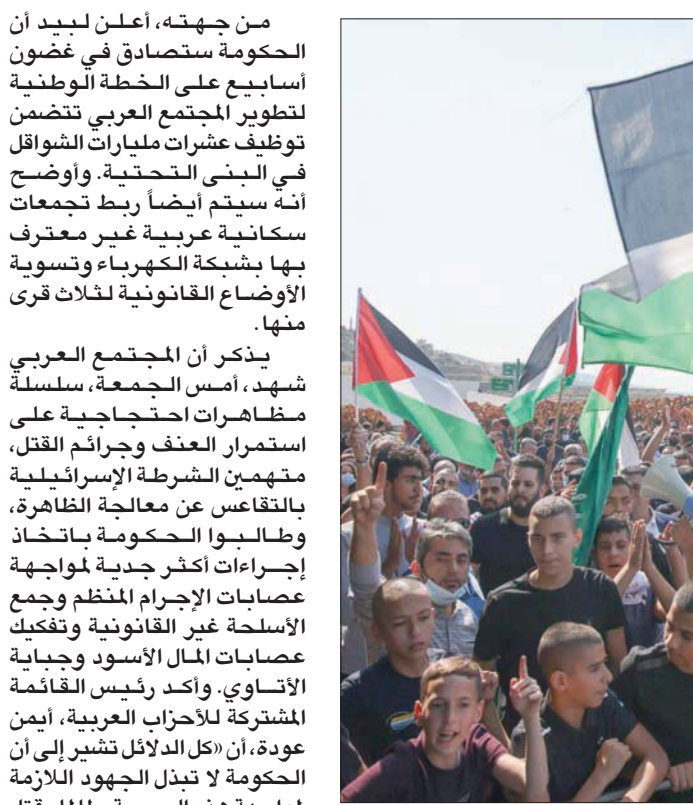 من جهته، أعلن لبيد أن
الحكومة ستصادق في غضون
أسابيع على الخطة الوطنية
لتطوير المجتمع العربي تتضمن
توظيف عشرات مليارات الشواقل
في البنى التحتية. وأوضح
أنه سيتم أيضاً ربط تجمعات
سكانية عربية غير معترف
بها بشبكة الكهرباء وتسوية
الأوضاع القانونية لثلاث قرى
منها.
يذكر أن المجتمع العربي
شهد، أمس الجمعة، سلسلة
مظاهرات احتجاجية على
استمرار العنف وجرائم القتل،
متهمين الشرطة الإسرائيلية
بالتقاعس عن معالجة الظاهرة،
وطالبوا الحكومة باتخاذ
إجراءات أكثر جدية لمواجهة
عصابات الإجرام المنظم وجمع
الأسلحة غير القانونية وتفكيك
عصابات المال الأسود وجباية
الأتاوي. وأكد رئيس القائمة
المشتركة للأحزاب العربية، أيمن
عودة، أن «كل الدلائل تشير إلى أن
الحكومة لا تبذل الجهود اللازمة